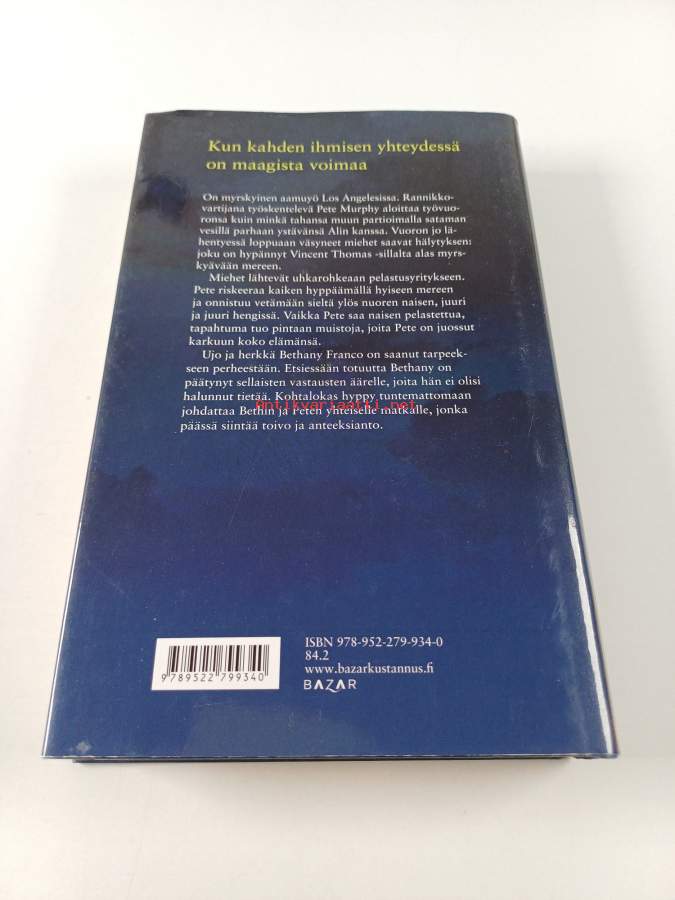 Kun kahden ihmisen yhteydessä
on maagista voimaa
On myrskyinen aamuyö Los Angelesissa. Rannikko-
vartijana työskentelevä Pete Murphy aloittaa työvuo-
ronsa kuin minkä tahansa muun partioimalla sataman
vesillä parhaan ystävänsä Alin kanssa. Vuoron jo lä-
hentyessä loppuaan väsyneet miehet saavat hälytyksen:
joku on hypännyt Vincent Thomas -sillalta alas myrs-
kyävään mereen.
Miehet lähtevät uhkarohkeaan pelastusyritykseen.
Pete riskeeraa kaiken hyppäämällä hyiseen mereen
ja onnistuu vetämään sieltä ylös nuoren naisen, juuri
ja juuri hengissä. Vaikka Pete saa naisen pelastettua,
tapahtuma tuo pintaan muistoja, joita Pete on juossut
karkuun koko elämänsä.
Ujo ja herkkä Bethany Franco on saanut tarpeek-
seen perheestään. Etsiessään totuutta Bethany on
päätynyt sellaisten vastausten äärelle, joita hän ei olisi
halunnut tietää. Kohtalokas hyppy tuntemattomaan
Antikvariaatti.net
johdattaa Bethin ja Peten yhteiselle matkalle, jonka
päässä siintää toivo ja anteeksianto.
ISBN 978-952-279-934-0
84.2
www.bazarkustannus.fi
BAZAR
9 789522 799340